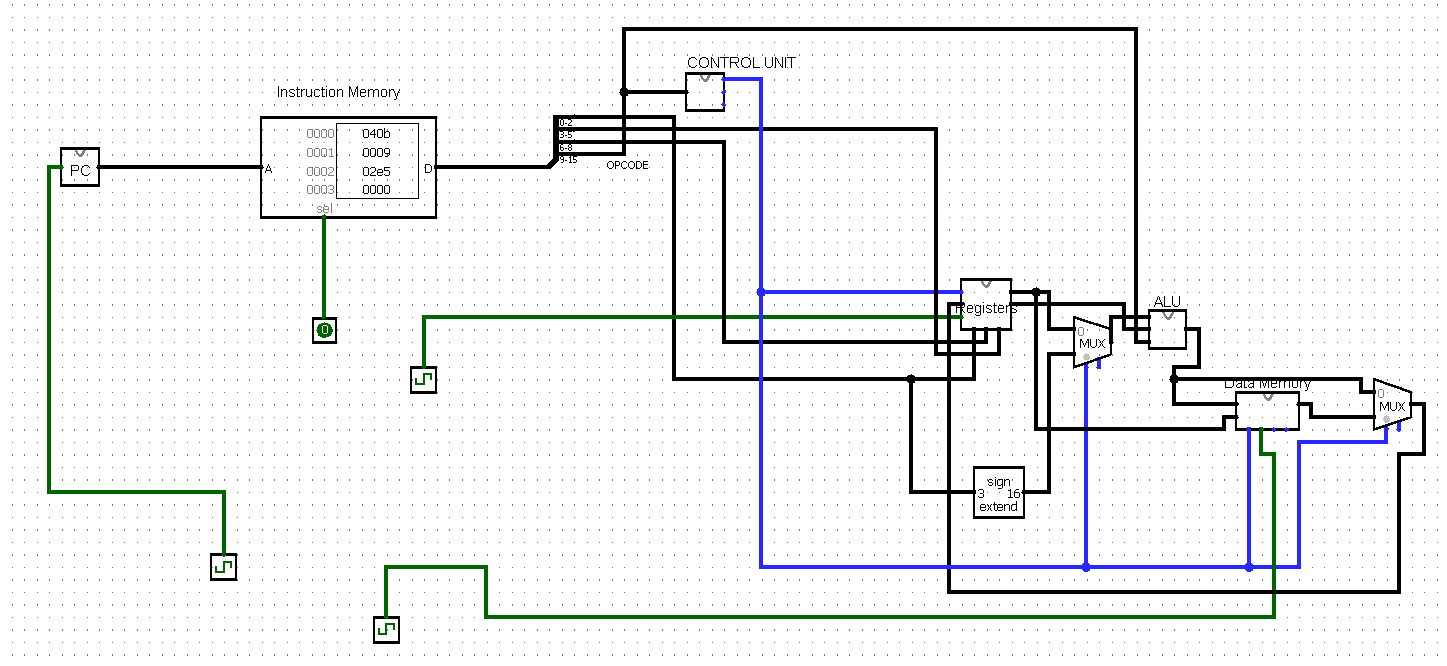 CONTROL UNIT
Instruction Memory
0000 040b
0001 0009
0002 02e5
0003 0000
A
D
sel
PC
0-2
3-5
6-8
9-15
OPCODE
0
Registers
ALU
0
MUX
Data Memory
0
MUX
sign
3 16
extend